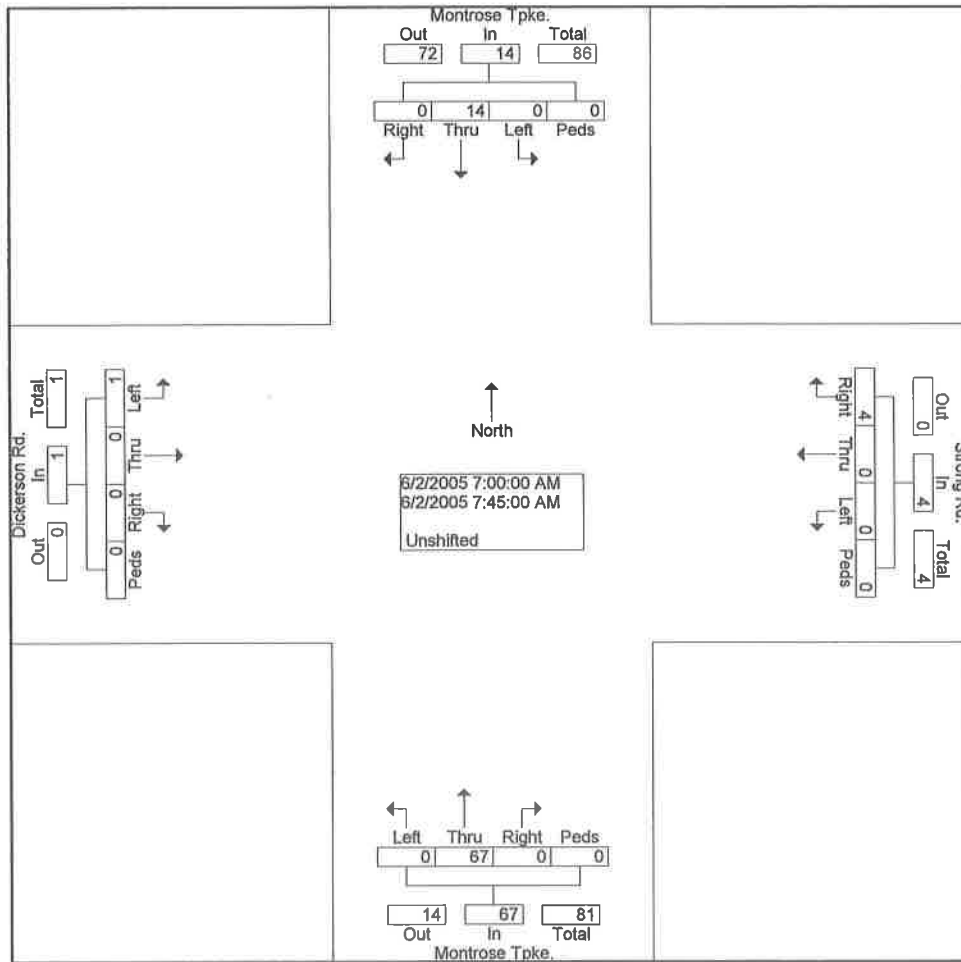 Montrose Tpke.
Out In Total
72 14 86
0 14 0 0
Right Thru Left Peds
Dickerson Rd.
Out In Total
0 1 1
1 0 0 0
Left Thru Right Peds
North
6/2/2005 7:00:00 AM
6/2/2005 7:45:00 AM
Unshifted
Right Thru Left Peds
4 0 0 0
Out In Total
0 4 4
Strong Rd.
Left Thru Right Peds
0 67 0 0
14 67 81
Out In Total
Montrose Tpke.